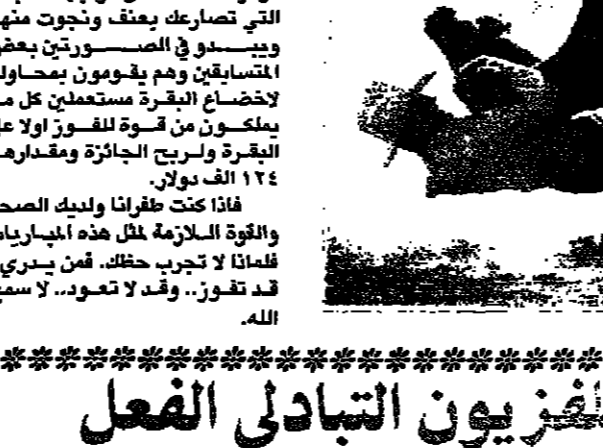 التي تصارعك بعنف ونجوت منها
ويبدو في الصورتين بعض
المتسابقين وهم يقومون بمحاولة
لاخضاع البقرة مستعملين كل ما
يملكون من قوة للفوز اولا على
البقرة ولربح الجائزة ومقدارها
١٢٤ الف دولار.
فاذا كنت طفرانا ولديك الصحة
والقوة اللازمة لمثل هذه المباريات
فلماذا لا تجرب حظك. فمن يدري
قد تفوز.. وقد لا تعود.. لا سمح
الله.
لفزيون التبادلي الفعل